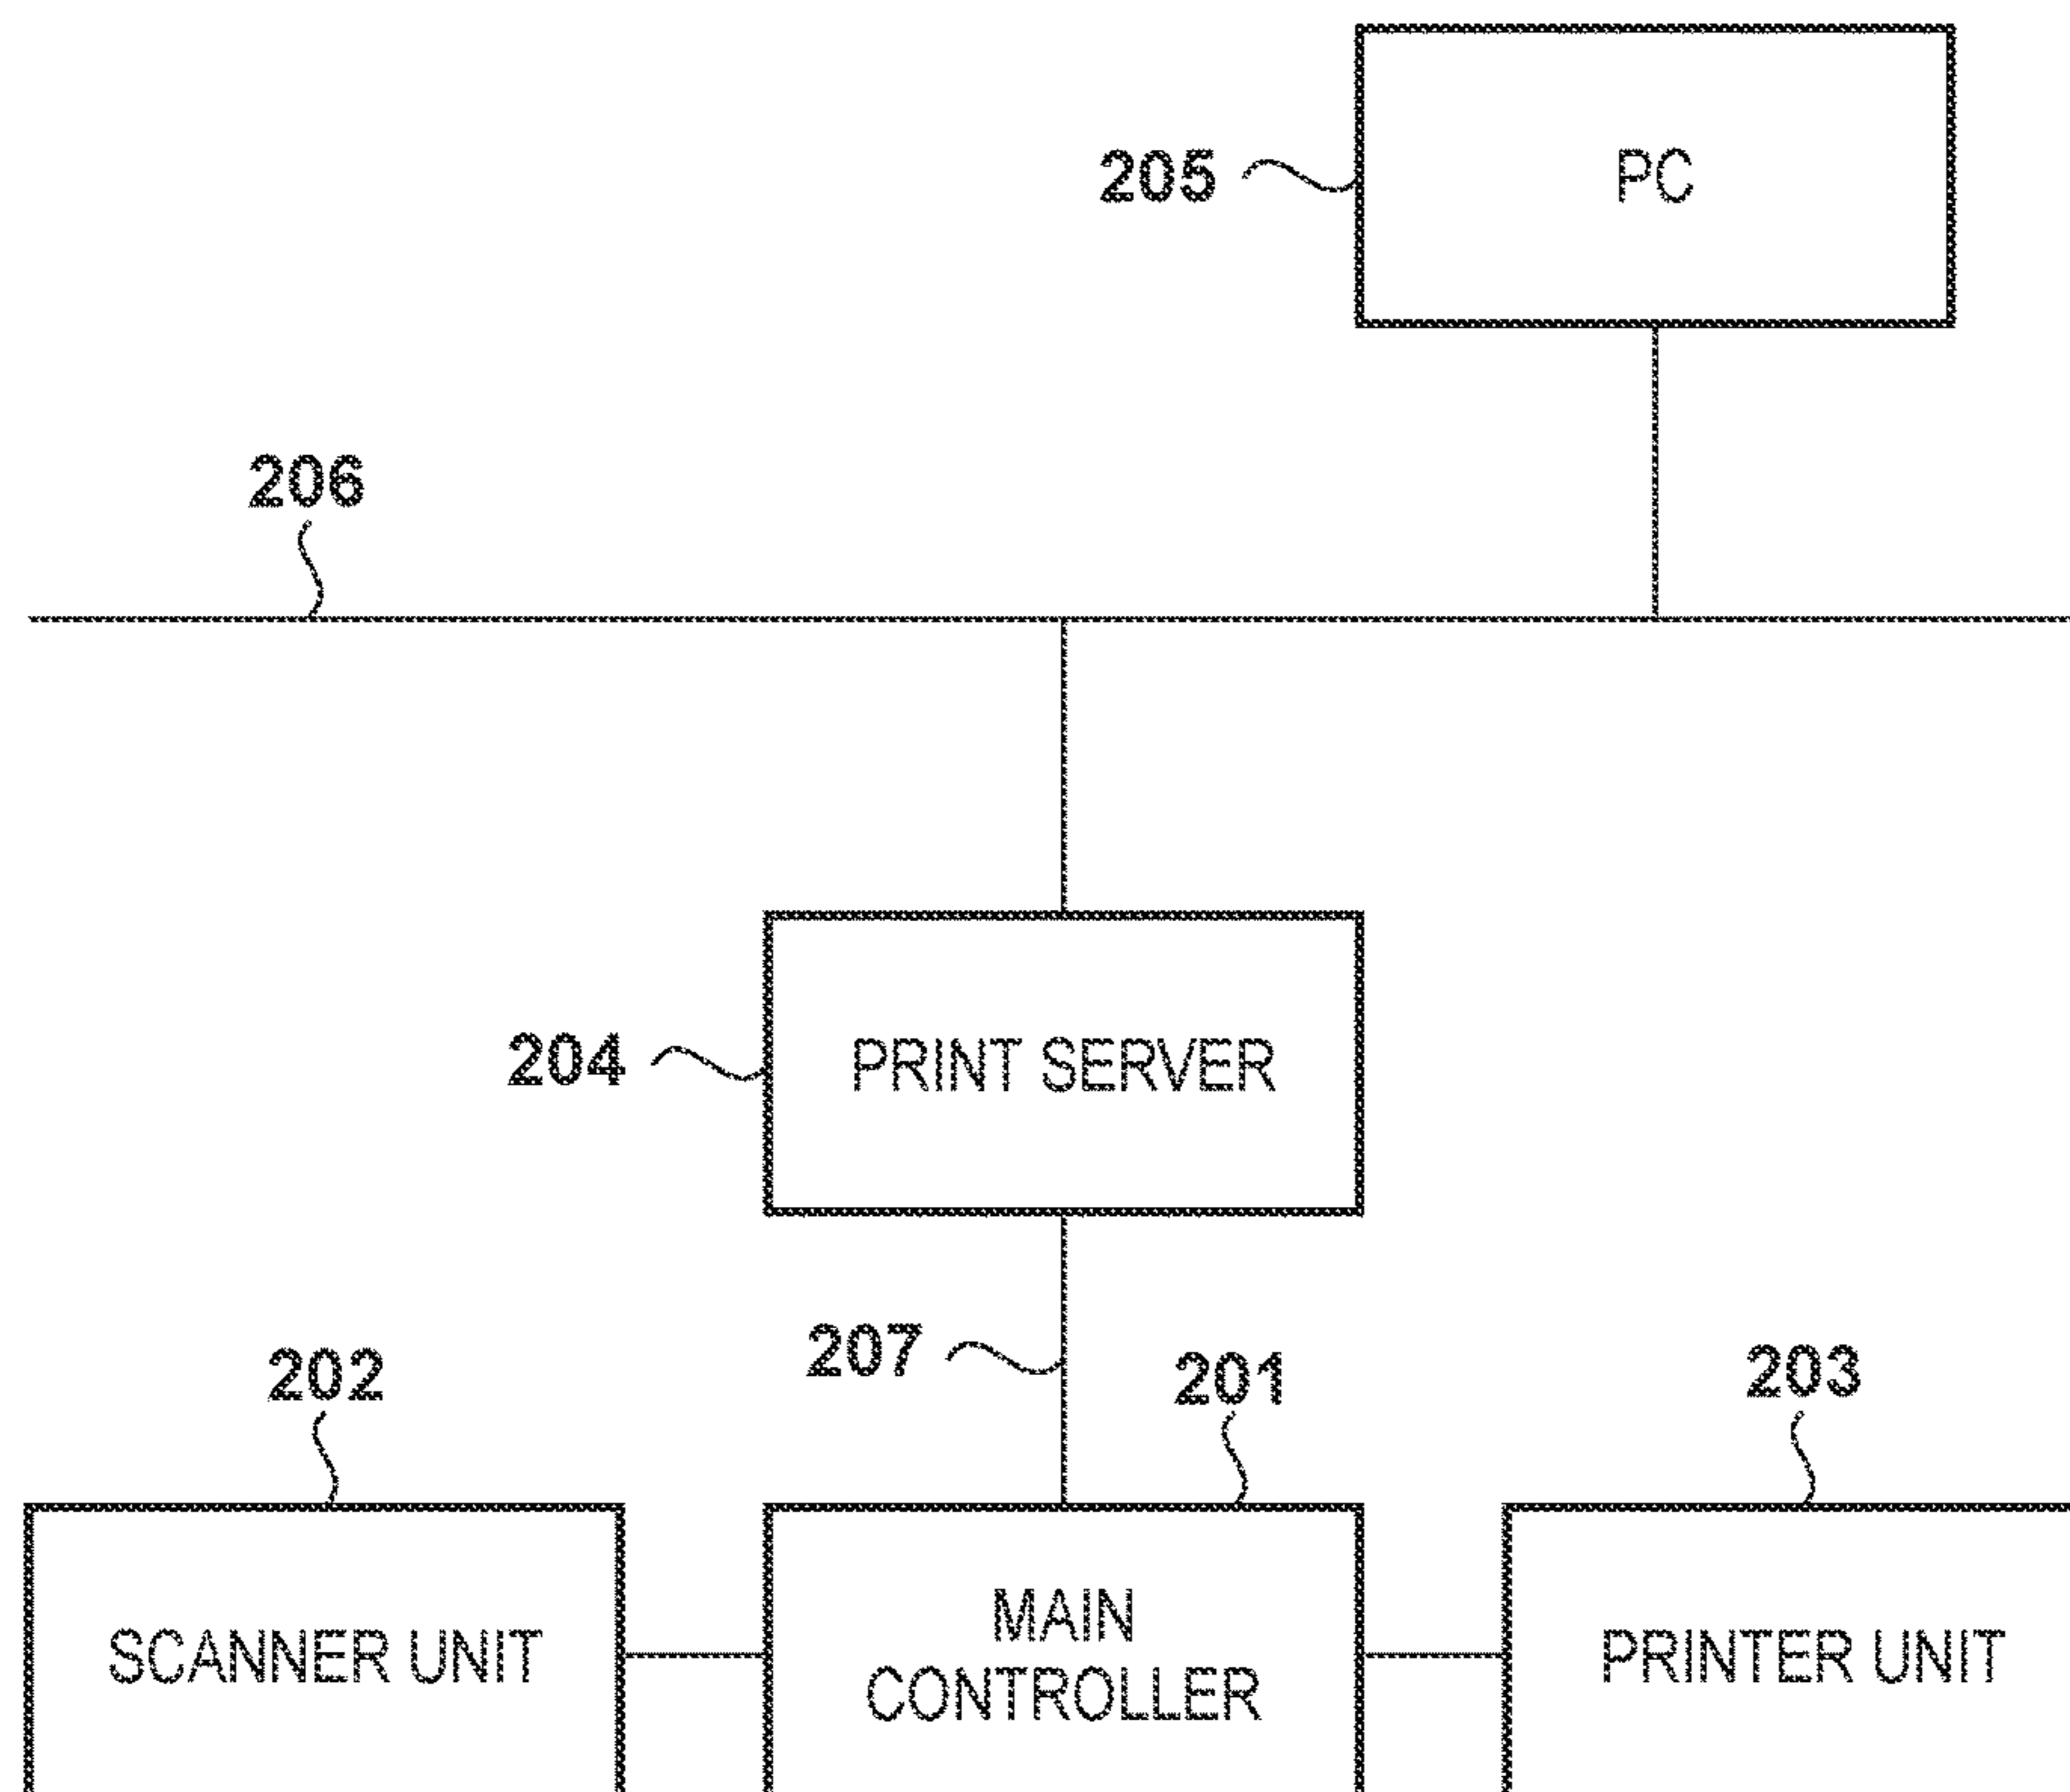 205
PC
206
204
PRINT SERVER
207
202
201
203
SCANNER UNIT
MAIN
CONTROLLER
PRINTER UNIT